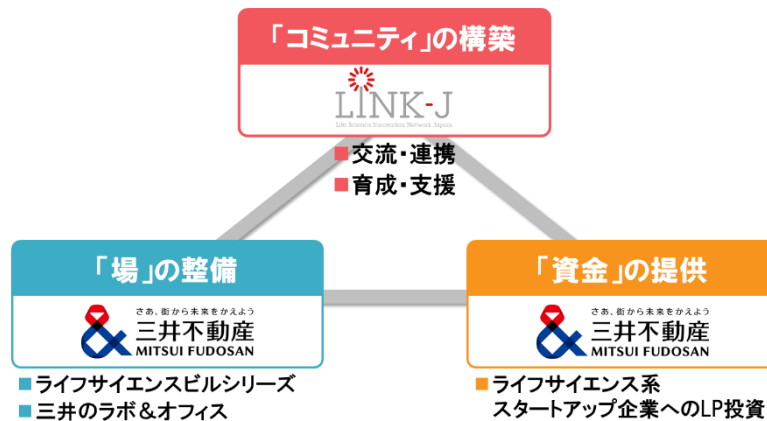 「コミュニティ」の構築
LINK-J
Life Science Innovation Network Japan
■交流・連携
■育成・支援
「場」の整備
さあ、街から未来をかえよう
三井不動産
MITSUI FUDOSAN
■ライフサイエンスビルシリーズ
■三井のラボ&オフィス
「資金」の提供
さあ、街から未来をかえよう
三井不動産
MITSUI FUDOSAN
■ライフサイエンス系
スタートアップ企業へのLP投資